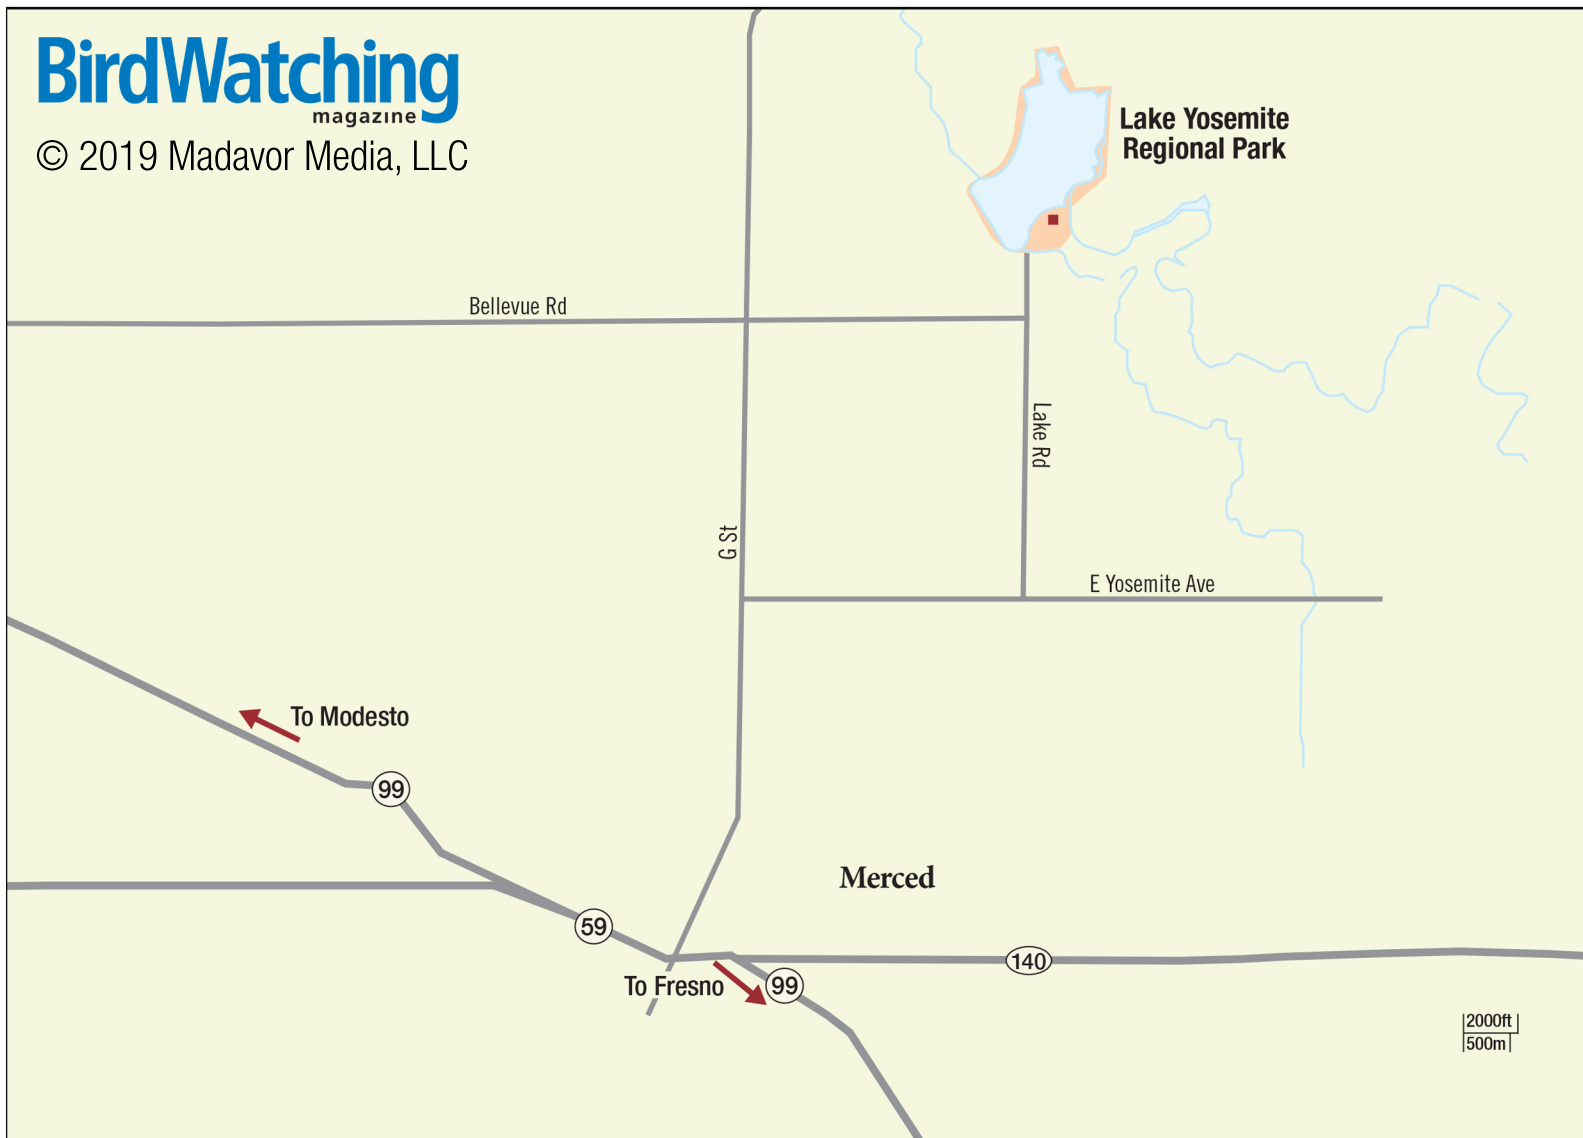 BirdWatching
magazine
© 2019 Madavor Media, LLC
Lake Yosemite
Regional Park
Bellevue Rd
Lake Rd
G St
E Yosemite Ave
To Modesto
99
Merced
59
140
To Fresno
99
2000ft
500m